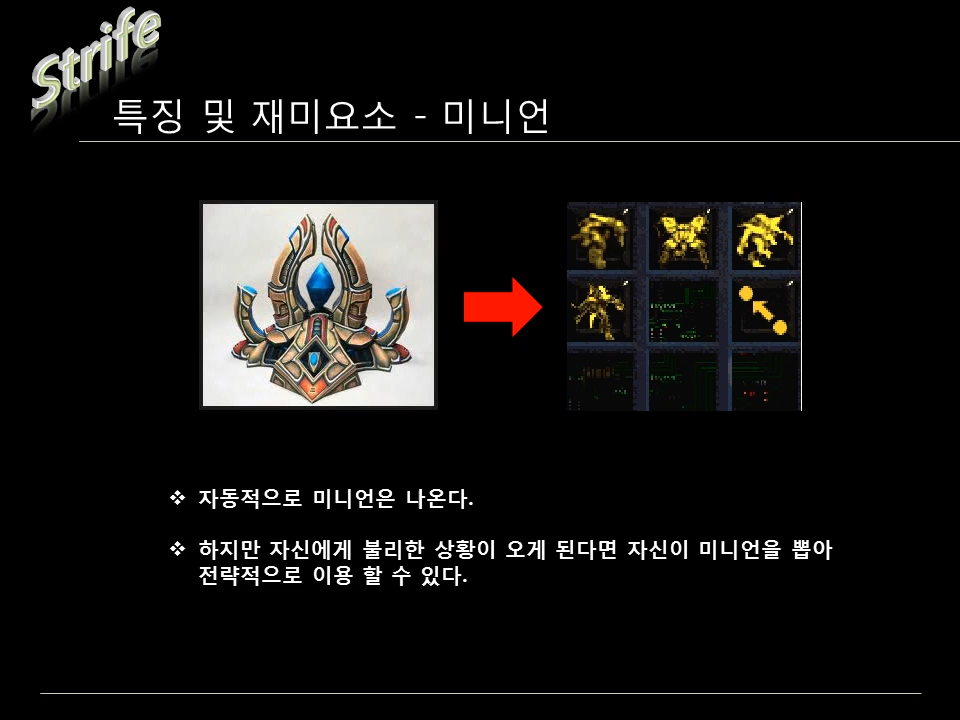 Strife
특징 및 재미요소 - 미니언
❖ 자동적으로 미니언은 나온다.
❖ 하지만 자신에게 불리한 상황이 오게 된다면 자신이 미니언을 뽑아
전략적으로 이용 할 수 있다.